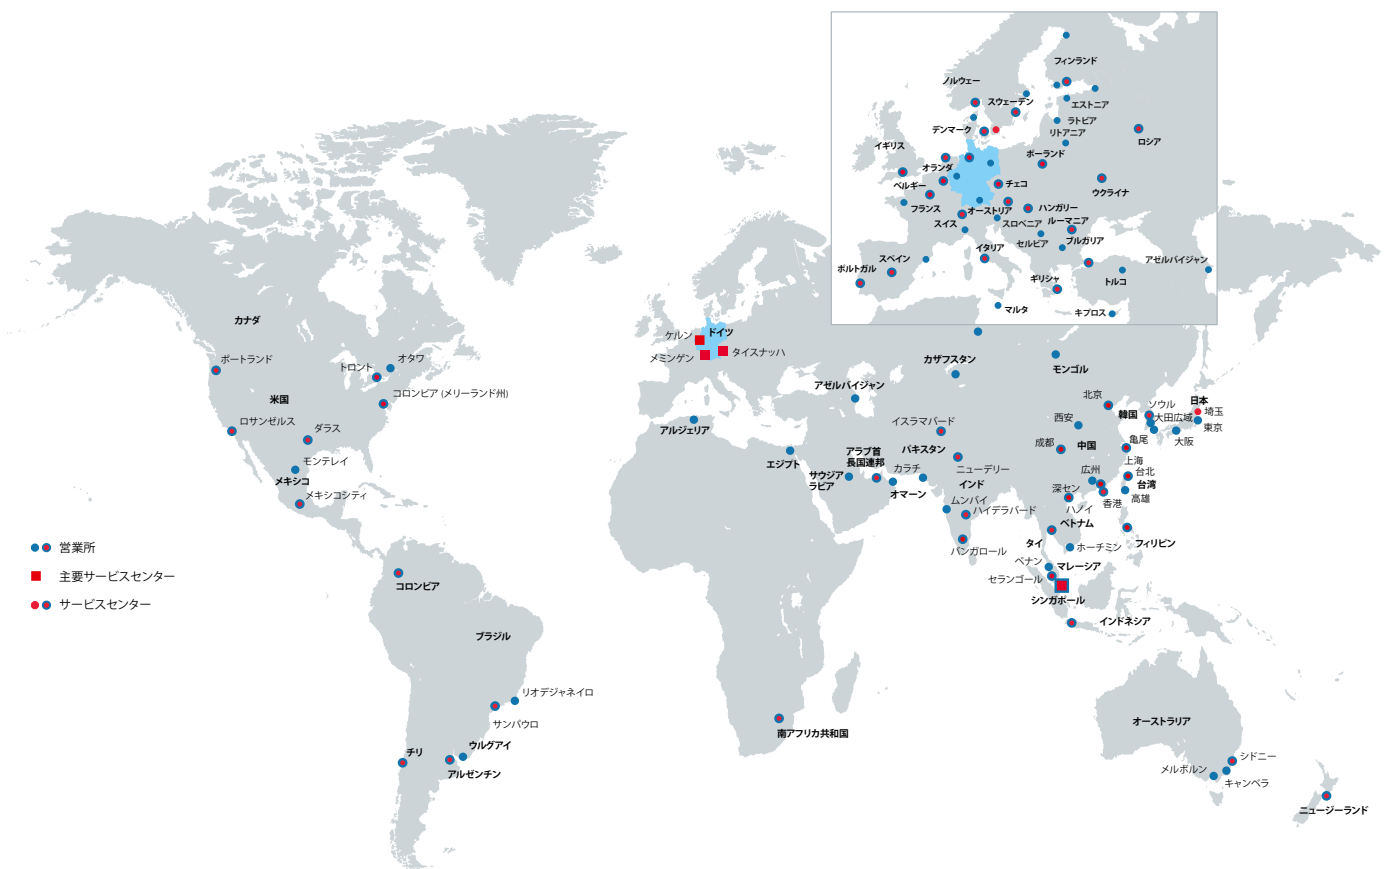 フィンランド
ノルウェー
スウェーデン
エストニア
ラトビア
リトアニア
デンマーク
ロシア
イギリス
オランダ
ポーランド
ベルギー
チェコ
ウクライナ
フランス
オーストリア
ハンガリー
スイス
スロベニア
ルーマニア
セルビア
ブルガリア
イタリア
スペイン
ポルトガル
アゼルバイジャン
ギリシャ
トルコ
マルタ
キプロス
カナダ
ポートランド
トロント
オタワ
コロンビア (メリーランド州)
米国
ロサンゼルス
ダラス
モンテレイ
メキシコ
メキシコシティ
ケルン
ドイツ
メミンゲン
タイスナッハ
カザフスタン
モンゴル
アゼルバイジャン
アルジェリア
エジプト
イスラマバード
パキスタン
アラブ首
長国連邦
サウジア
ラビア
カラチ
オマーン
ニューデリー
インド
ムンバイ
ハイデラバード
バンガロール
北京
西安
成都
中国
韓国
ソウル
大田広域
日本
埼玉
東京
大阪
亀尾
上海
台北
台湾
高雄
広州
深セン
香港
ハノイ
ベトナム
タイ
ホーチミン
フィリピン
ペナン
マレーシア
セランゴール
シンガポール
インドネシア
営業所
主要サービスセンター
サービスセンター
コロンビア
ブラジル
リオデジャネイロ
サンパウロ
ウルグアイ
チリ
アルゼンチン
南アフリカ共和国
オーストラリア
シドニー
メルボルン
キャンベラ
ニュージーランド